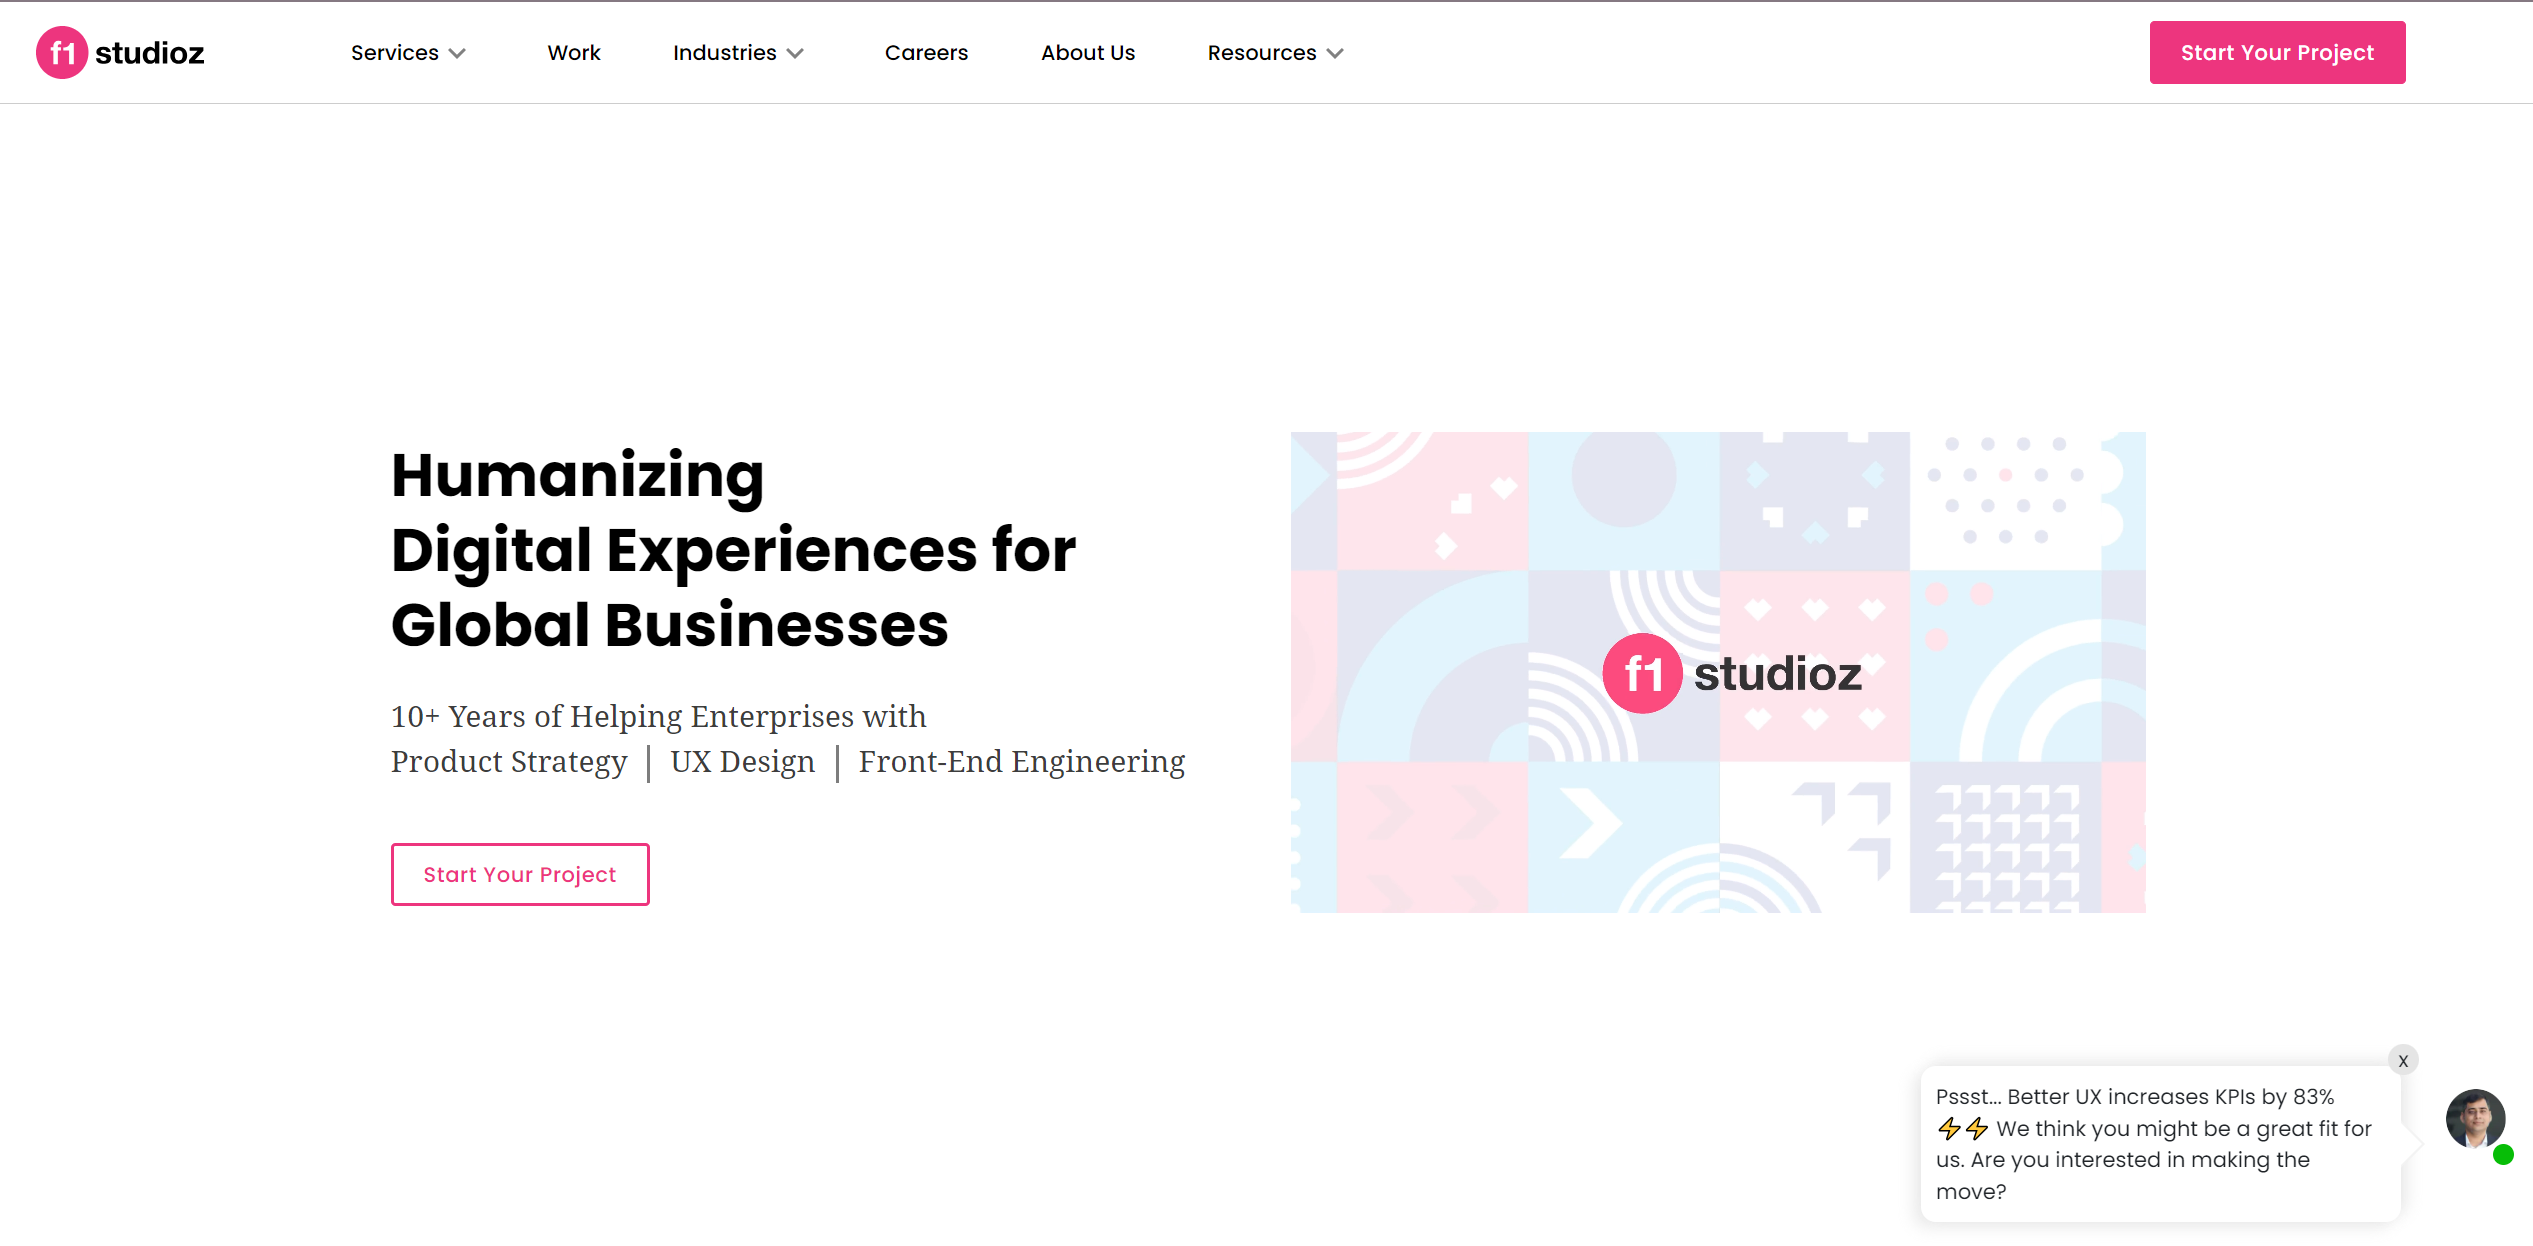 f1 studioz
Services
Work
Industries
Careers
About Us
Resources
Start Your Project
Humanizing
Digital Experiences for
Global Businesses
10+ Years of Helping Enterprises with
Product Strategy | UX Design | Front-End Engineering
Start Your Project
f1 studioz
X
Pssst... Better UX increases KPIs by 83%
⚡⚡ We think you might be a great fit for
us. Are you interested in making the
move?